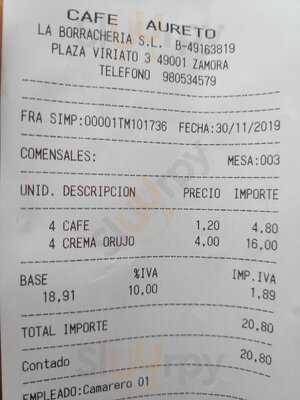 CAFE AURETO
LA BORRACHERIA S.L. B-49163819
PLAZA VIRIATO 3 49001 ZAMORA
TELEFONO 980534579
FRA SIMP:00001TM101736 FECHA:30/11/2019
COMENSALES: MESA:003
UNID. DESCRIPCION PRECIO IMPORTE
4 CAFE 1.20 4.80
4 CREMA ORUJO 4.00 16,00
BASE %IVA IMP.IVA
18,91 10,00 1.89
TOTAL IMPORTE 20.80
Contado 20,80
EMPLEADO:Camarero 01
Sluurpy
Sluurpy